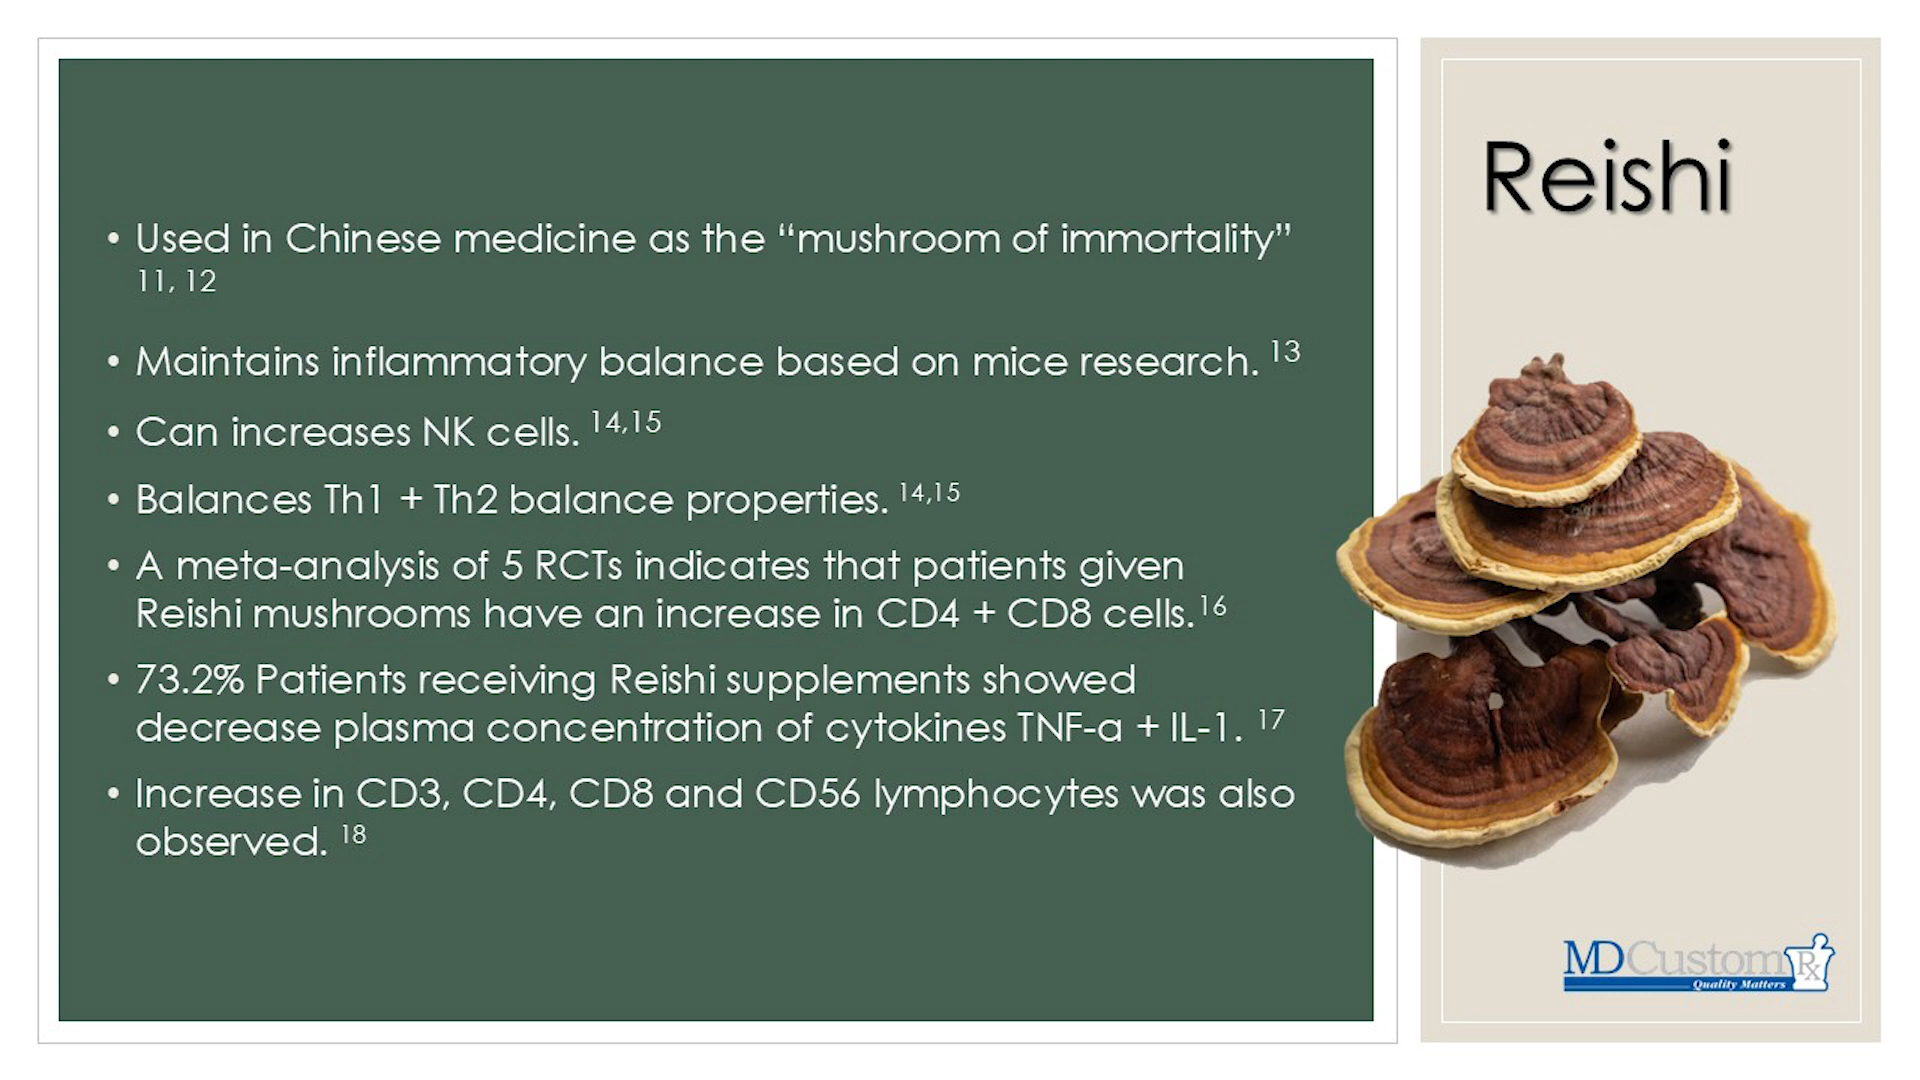 Reishi
• Used in Chinese medicine as the “mushroom of immortality”
11, 12
• Maintains inflammatory balance based on mice research. 13
• Can increases NK cells. 14,15
• Balances Th1 + Th2 balance properties. 14,15
• A meta-analysis of 5 RCTs indicates that patients given
Reishi mushrooms have an increase in CD4 + CD8 cells.16
• 73.2% Patients receiving Reishi supplements showed
decrease plasma concentration of cytokines TNF-a + IL-1. 17
• Increase in CD3, CD4, CD8 and CD56 lymphocytes was also
observed. 18
MDCustom Rx
Quality Matters